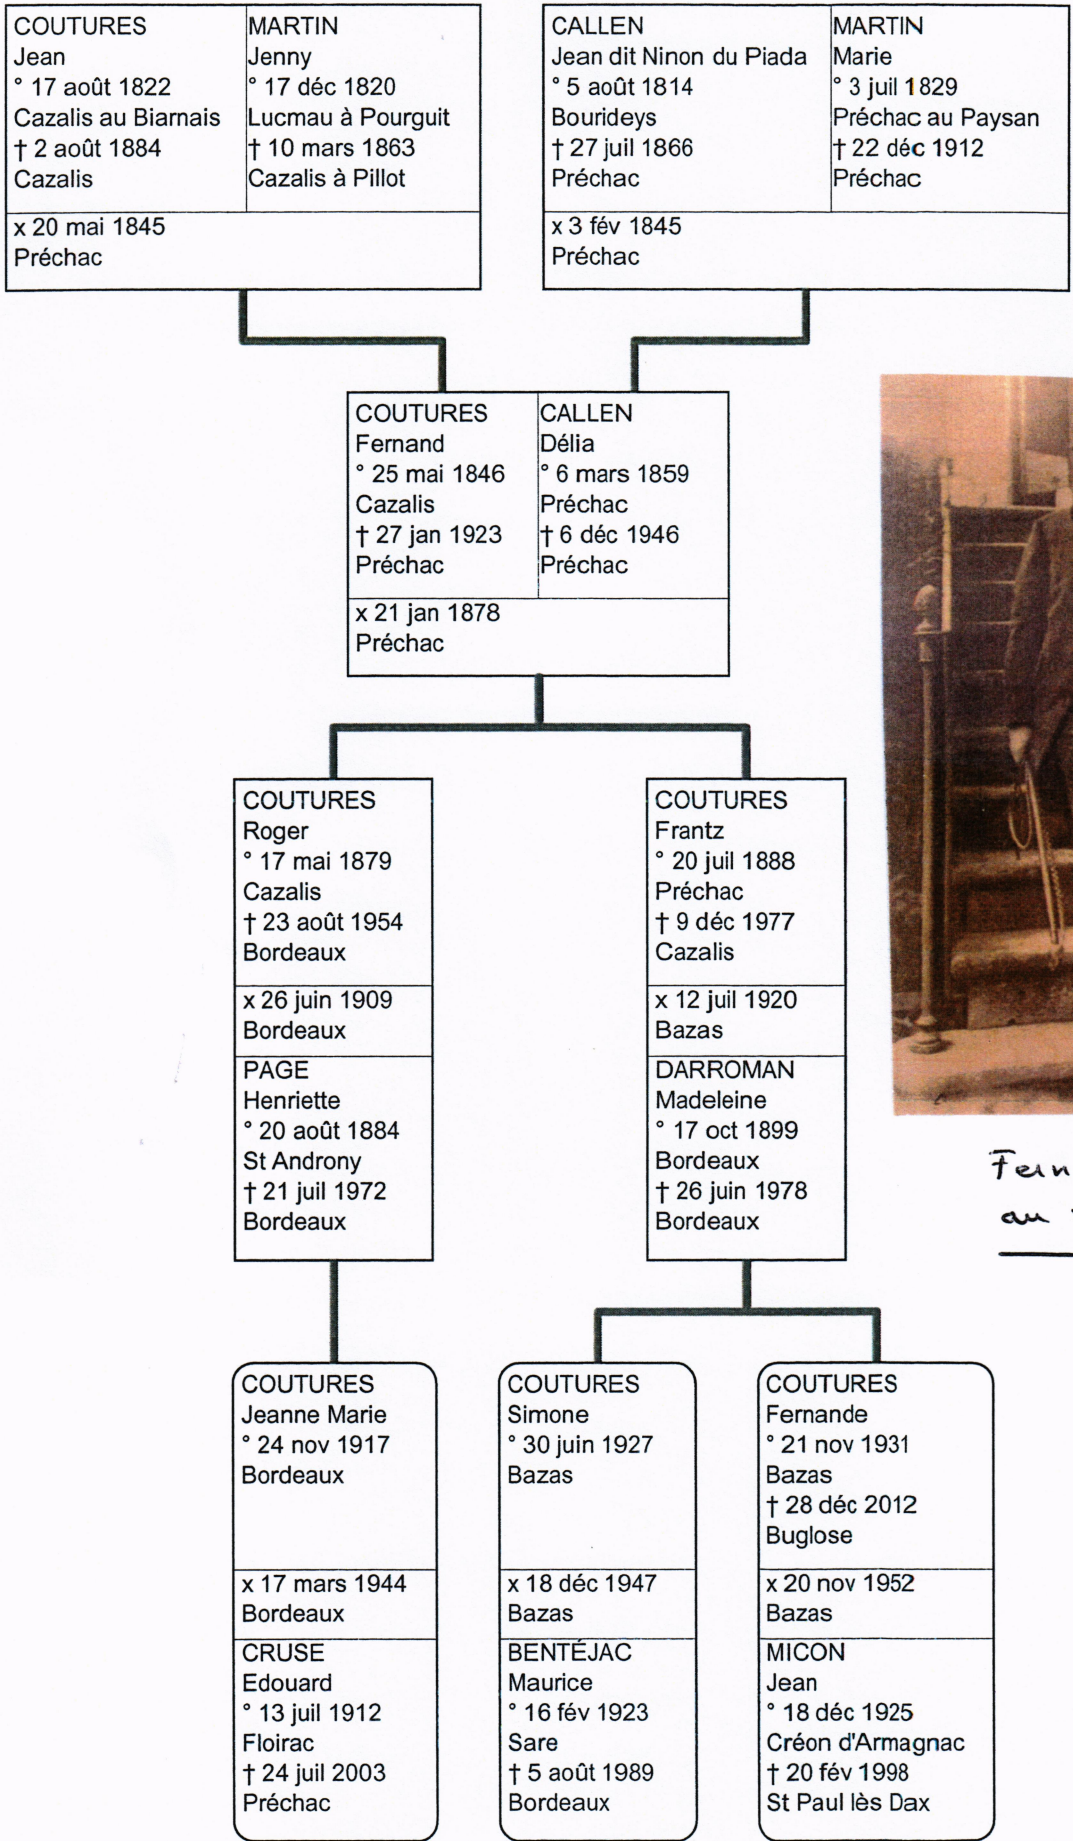 COUTURES
Jean
° 17 août 1822
Cazalis au Biarnais
† 2 août 1884
Cazalis
MARTIN
Jenny
° 17 déc 1820
Lucmau à Pourguit
† 10 mars 1863
Cazalis à Pillot
x 20 mai 1845
Préchac
CALLEN
Jean dit Ninon du Piada
° 5 août 1814
Bourideys
† 27 juil 1866
Préchac
MARTIN
Marie
° 3 juil 1829
Préchac au Paysan
† 22 déc 1912
Préchac
x 3 fév 1845
Préchac
COUTURES
Fernand
° 25 mai 1846
Cazalis
† 27 jan 1923
Préchac
CALLEN
Délia
° 6 mars 1859
Préchac
† 6 déc 1946
Préchac
x 21 jan 1878
Préchac
COUTURES
Roger
° 17 mai 1879
Cazalis
† 23 août 1954
Bordeaux
x 26 juin 1909
Bordeaux
PAGE
Henriette
° 20 août 1884
St Androny
† 21 juil 1972
Bordeaux
COUTURES
Frantz
° 20 juil 1888
Préchac
† 9 déc 1977
Cazalis
x 12 juil 1920
Bazas
DARROMAN
Madeleine
° 17 oct 1899
Bordeaux
† 26 juin 1978
Bordeaux
Fern
au
COUTURES
Jeanne Marie
° 24 nov 1917
Bordeaux
x 17 mars 1944
Bordeaux
CRUSE
Edouard
° 13 juil 1912
Floirac
† 24 juil 2003
Préchac
COUTURES
Simone
° 30 juin 1927
Bazas
x 18 déc 1947
Bazas
BENTÉJAC
Maurice
° 16 fév 1923
Sare
† 5 août 1989
Bordeaux
COUTURES
Fernande
° 21 nov 1931
Bazas
† 28 déc 2012
Buglose
x 20 nov 1952
Bazas
MICON
Jean
° 18 déc 1925
Créon d'Armagnac
† 20 fév 1998
St Paul lès Dax